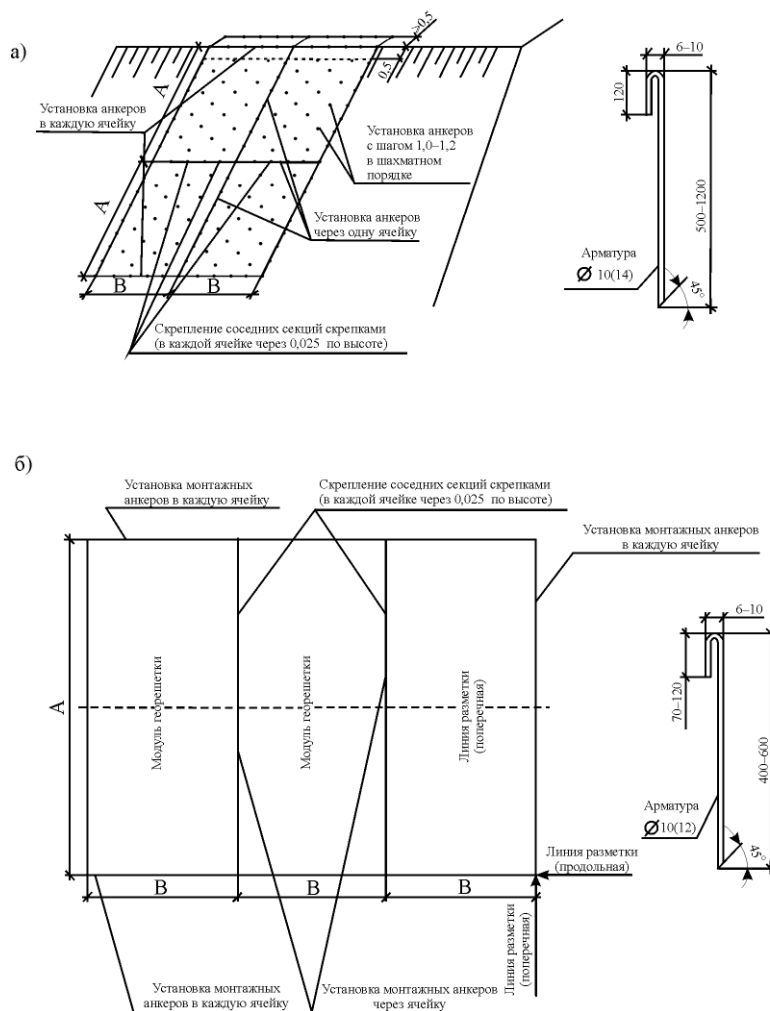 а)
≥0,5
0,5
A
A
B
B
Установка анкеров
в каждую ячейку
Установка анкеров
с шагом 1,0–1,2
в шахматном
порядке
Установка анкеров
через одну ячейку
Скрепление соседних секций скрепками
(в каждой ячейке через 0,025 по высоте)
6–10
120
500–1200
Арматура
Ø 10(14)
45°
б)
Установка монтажных
анкеров в каждую ячейку
Скрепление соседних секций скрепками
(в каждой ячейке через 0,025 по высоте)
Установка монтажных анкеров
в каждую ячейку
A
Модуль георешетки
Модуль георешетки
Линия разметки
(поперечная)
B
B
B
Линия разметки
(продольная)
Линия разметки
(поперечная)
Установка монтажных
анкеров в каждую ячейку
Установка монтажных анкеров
через ячейку
6–10
70–120
400–600
Арматура
Ø10(12)
45°